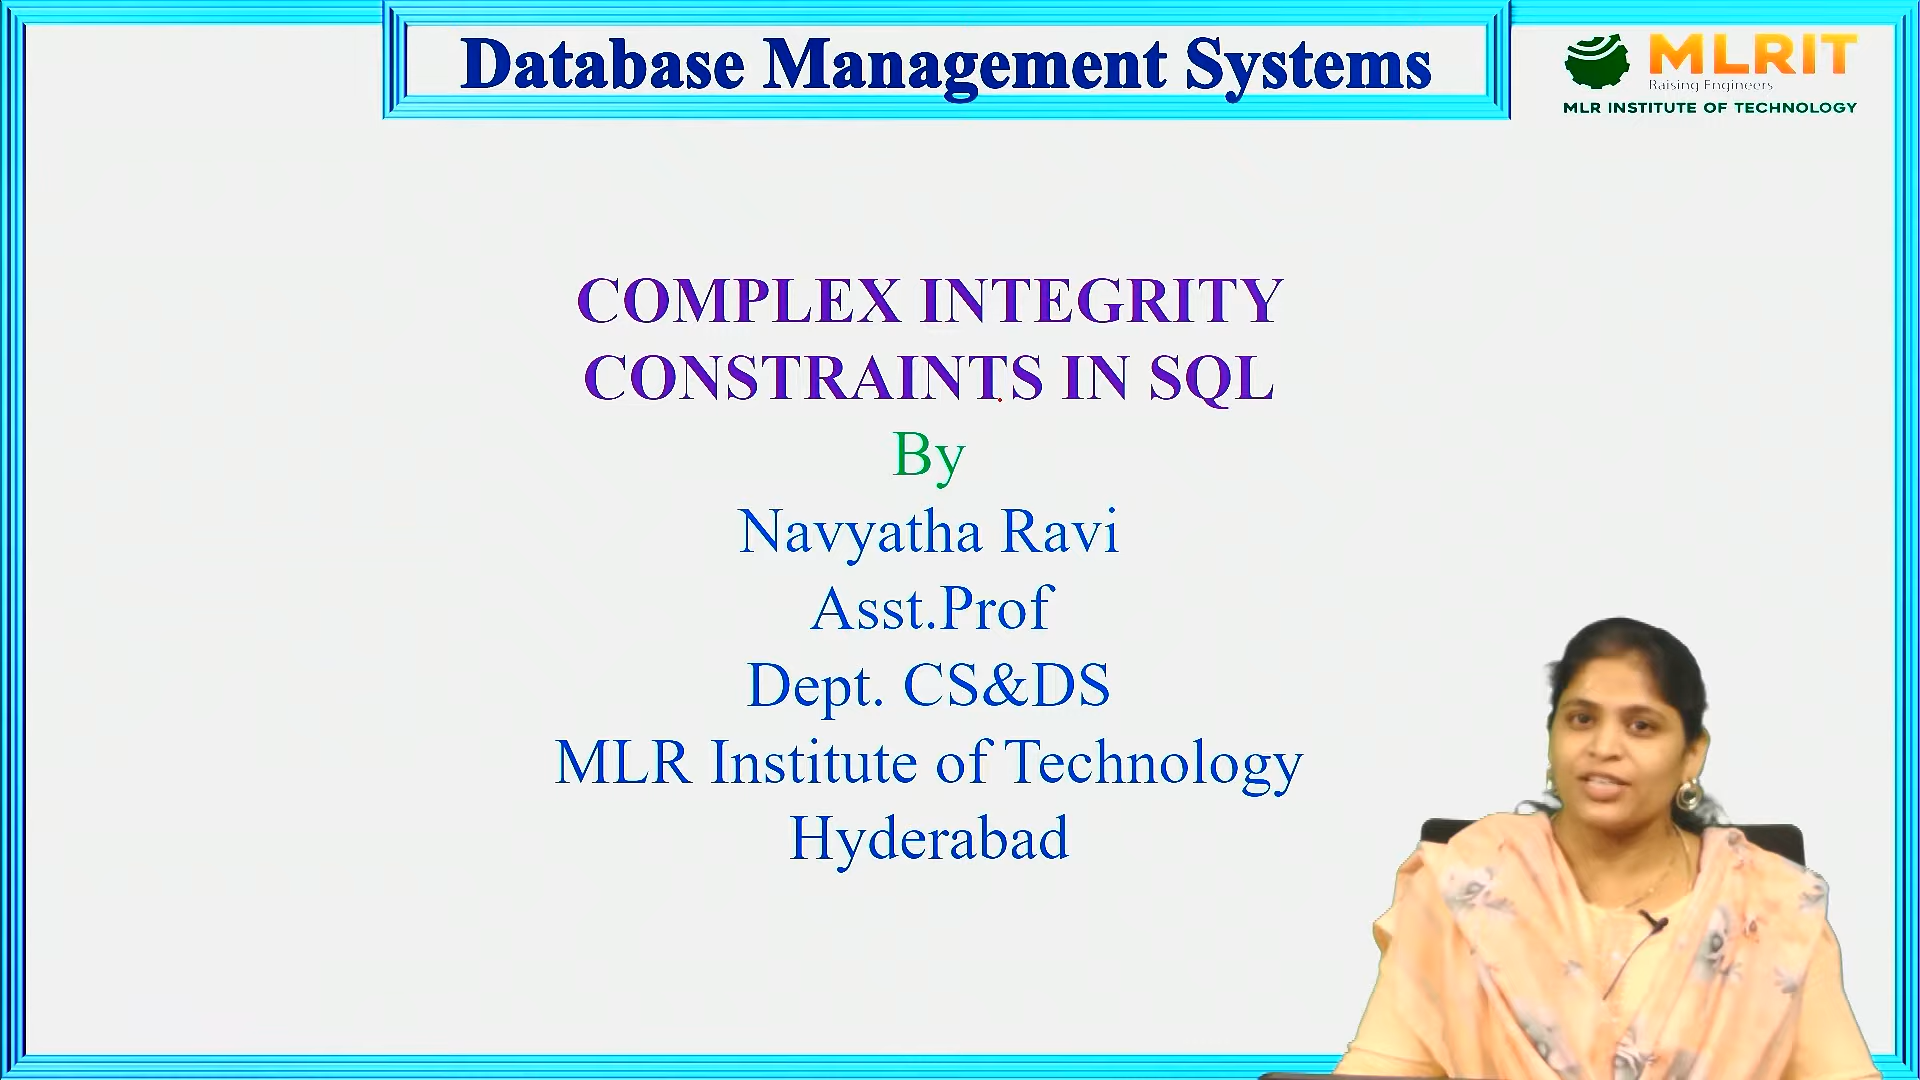 Database Management Systems
MLRIT
Raising Engineers
MLR INSTITUTE OF TECHNOLOGY
COMPLEX INTEGRITY
CONSTRAINTS IN SQL
By
Navyatha Ravi
Asst.Prof
Dept. CS&DS
MLR Institute of Technology
Hyderabad